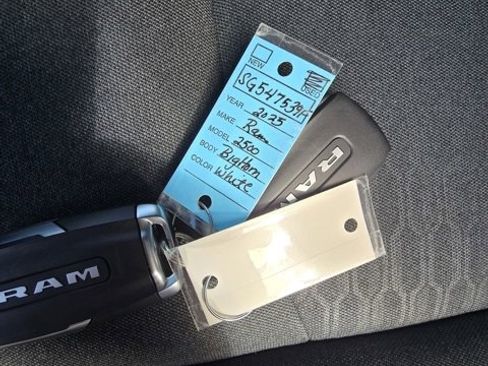 NEW
USED
SG547539A
YEAR 2025
MAKE Ram
MODEL 2500
BODY BigHorn
COLOR White
RAM
RAM